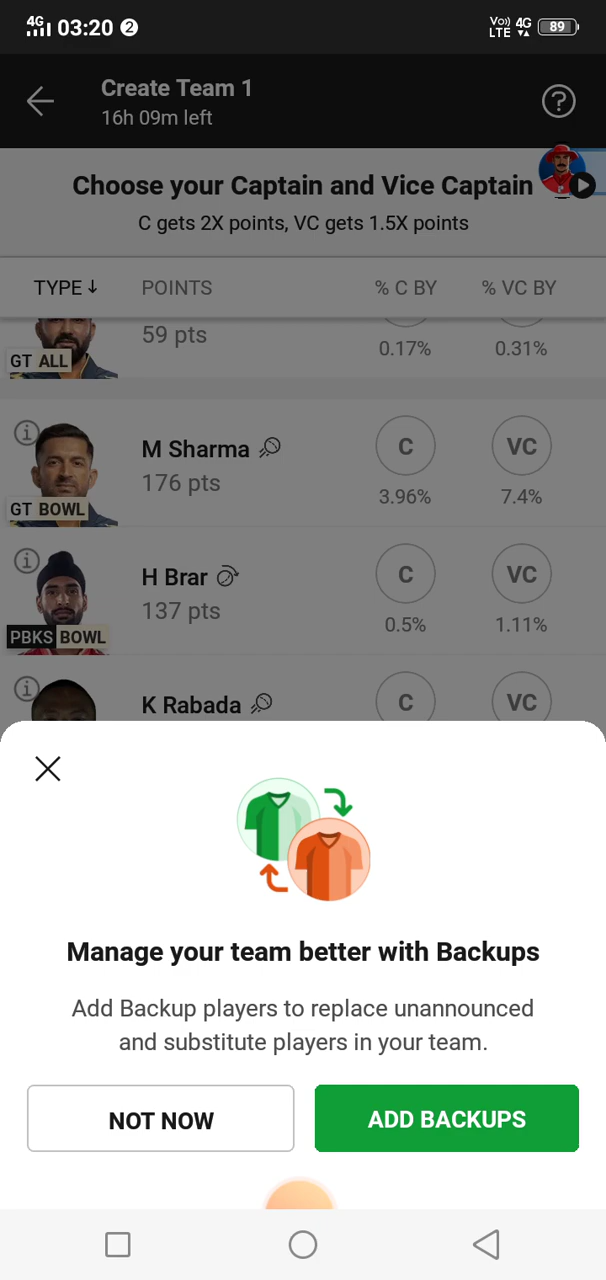 4G 03:20 2 Vo) LTE 4G 89
Create Team 1
16h 09m left
?
Choose your Captain and Vice Captain
C gets 2X points, VC gets 1.5X points
TYPE ↓ POINTS % C BY % VC BY
59 pts 0.17% 0.31%
GT ALL
M Sharma C VC
176 pts 3.96% 7.4%
GT BOWL
H Brar C VC
137 pts 0.5% 1.11%
PBKS BOWL
K Rabada C VC
Manage your team better with Backups
Add Backup players to replace unannounced
and substitute players in your team.
NOT NOW ADD BACKUPS